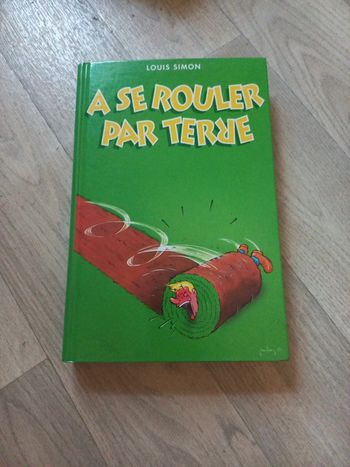 LOUIS SIMON
A SE ROULER
PAR TERRE